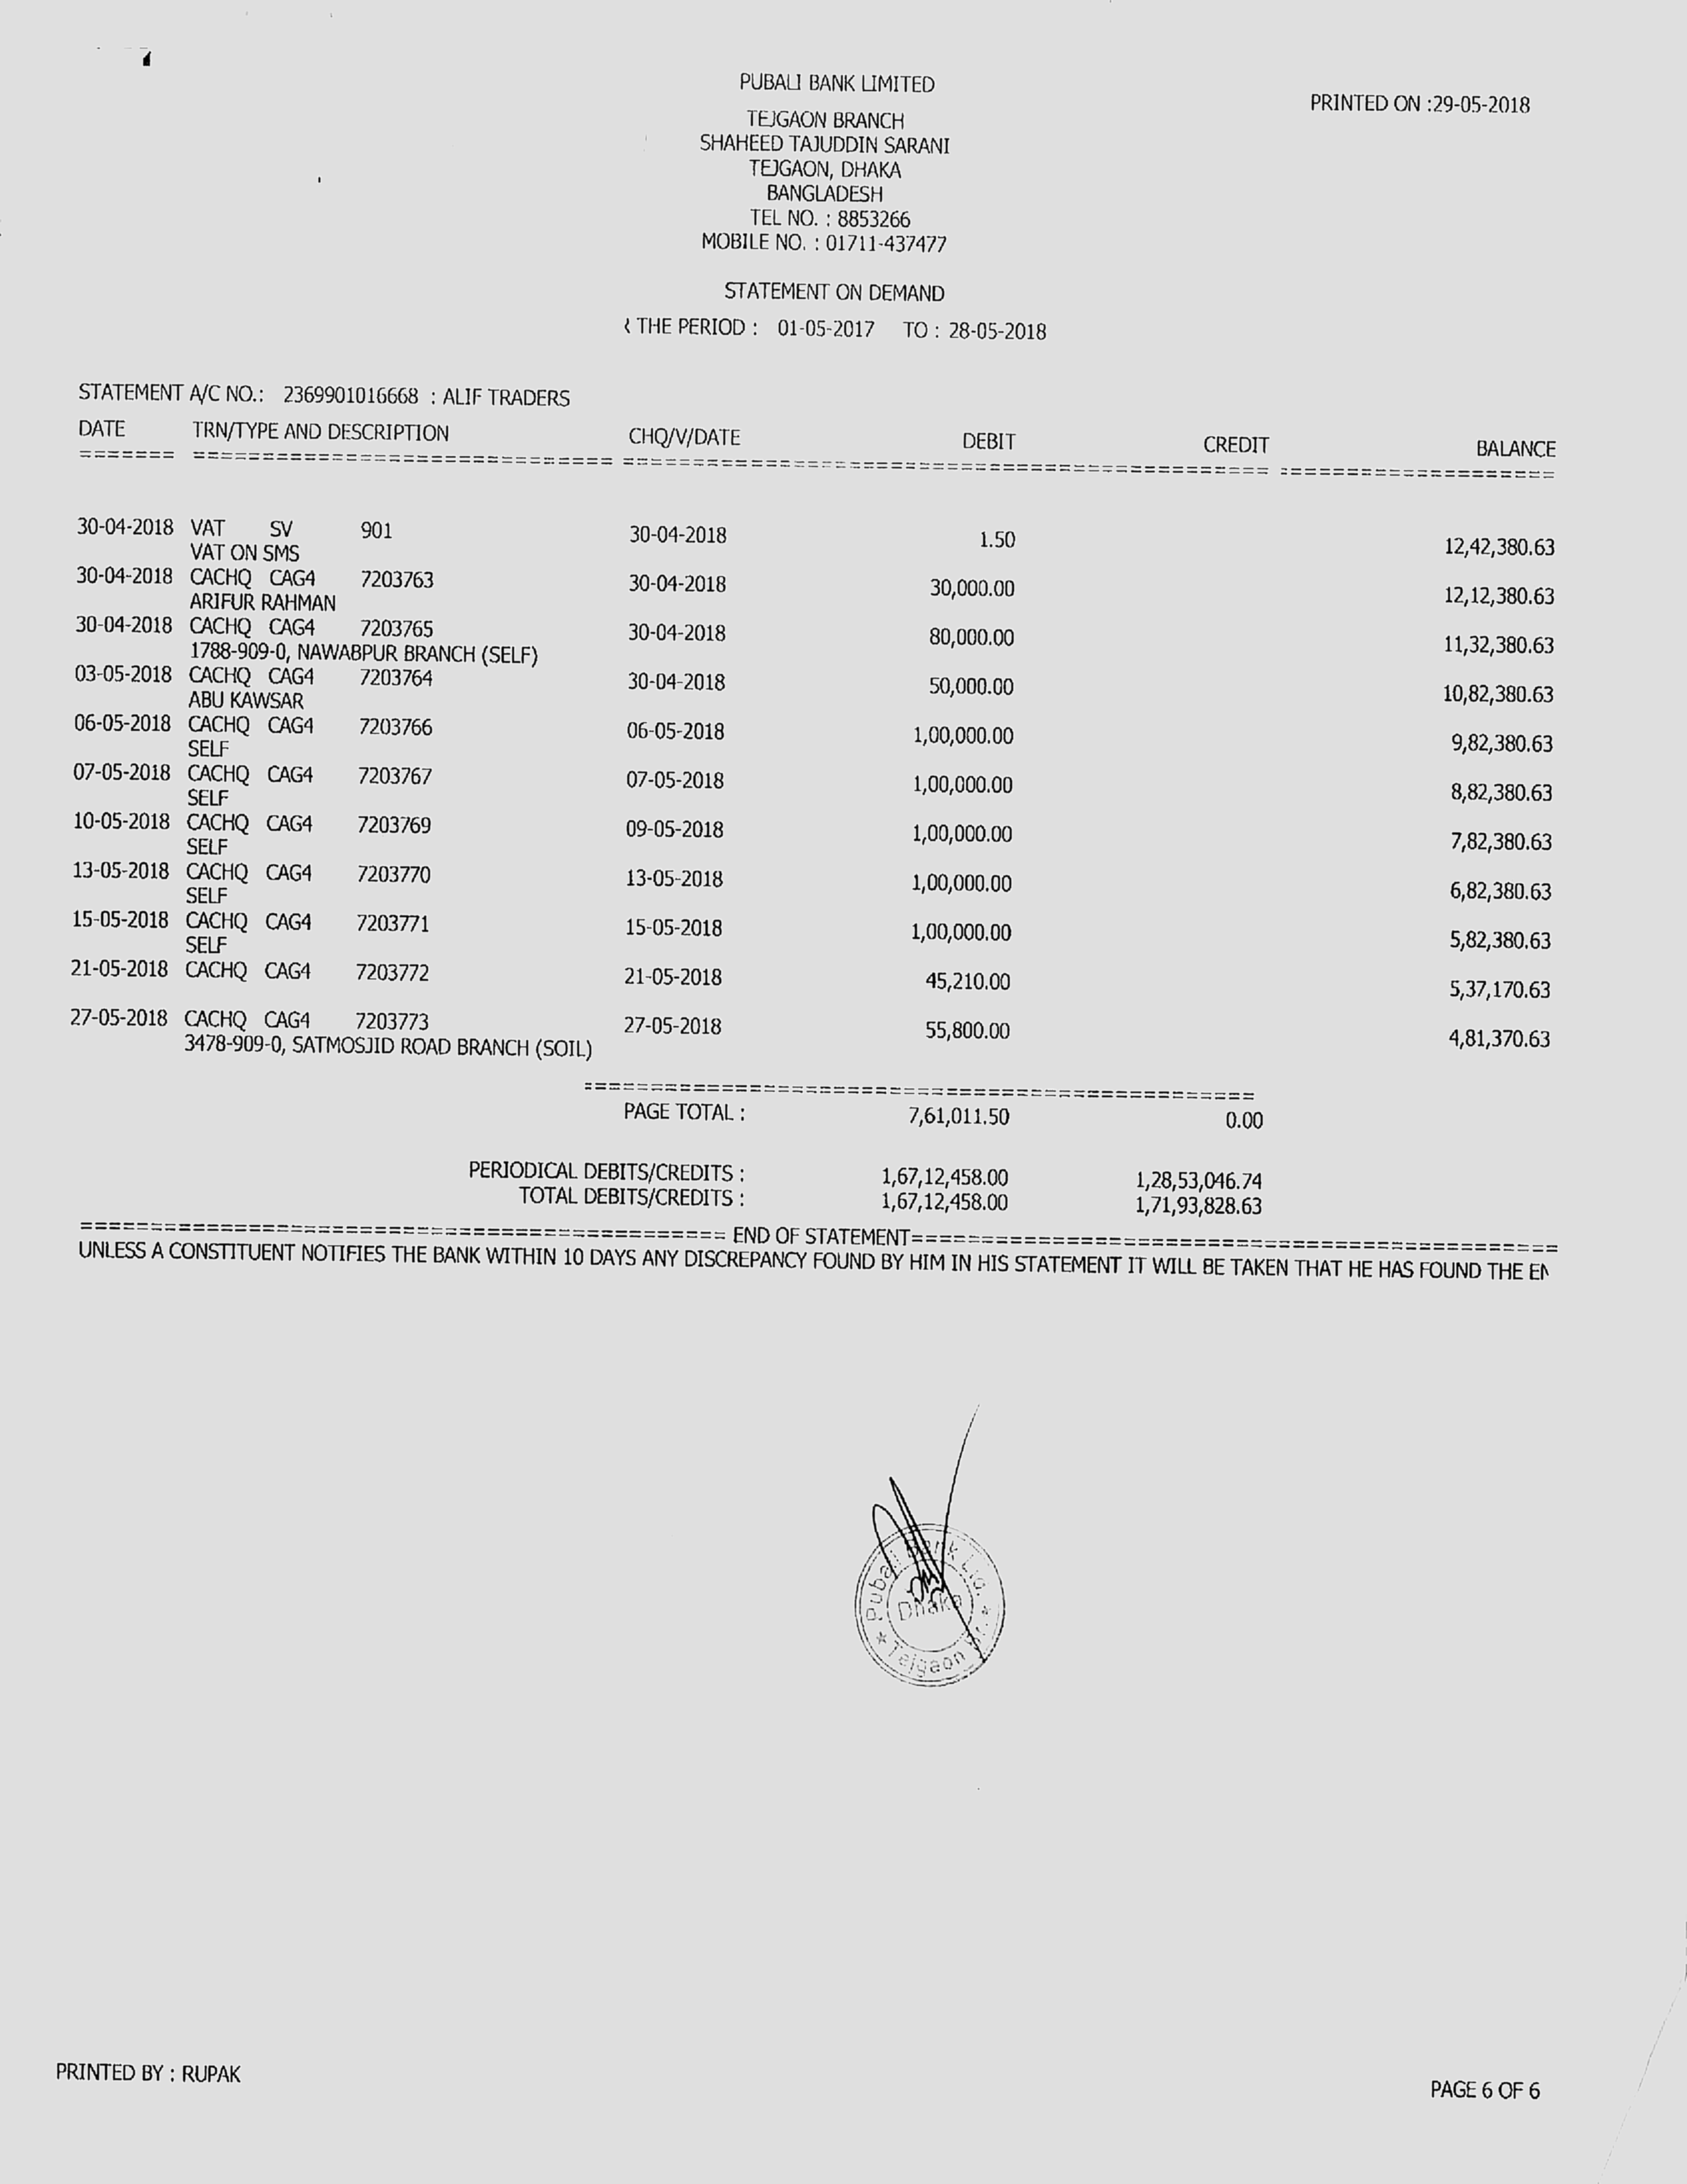 PUBALI BANK LIMITED
PRINTED ON :29-05-2018
TEJGAON BRANCH
SHAHEED TAJUDDIN SARANI
TEJGAON, DHAKA
BANGLADESH
TEL NO. : 8853266
MOBILE NO. : 01711-437477
STATEMENT ON DEMAND
THE PERIOD : 01-05-2017 TO : 28-05-2018
STATEMENT A/C NO.: 2369901016668 : ALIF TRADERS
DATE TRN/TYPE AND DESCRIPTION CHQ/V/DATE DEBIT CREDIT BALANCE
30-04-2018 VAT SV 901 30-04-2018 1.50 12,42,380.63
VAT ON SMS
30-04-2018 CACHQ CAG4 7203763 30-04-2018 30,000.00 12,12,380.63
ARIFUR RAHMAN
30-04-2018 CACHQ CAG4 7203765 30-04-2018 80,000.00 11,32,380.63
1788-909-0, NAWABPUR BRANCH (SELF)
03-05-2018 CACHQ CAG4 7203764 30-04-2018 50,000.00 10,82,380.63
ABU KAWSAR
06-05-2018 CACHQ CAG4 7203766 06-05-2018 1,00,000.00 9,82,380.63
SELF
07-05-2018 CACHQ CAG4 7203767 07-05-2018 1,00,000.00 8,82,380.63
SELF
10-05-2018 CACHQ CAG4 7203769 09-05-2018 1,00,000.00 7,82,380.63
SELF
13-05-2018 CACHQ CAG4 7203770 13-05-2018 1,00,000.00 6,82,380.63
SELF
15-05-2018 CACHQ CAG4 7203771 15-05-2018 1,00,000.00 5,82,380.63
SELF
21-05-2018 CACHQ CAG4 7203772 21-05-2018 45,210.00 5,37,170.63
27-05-2018 CACHQ CAG4 7203773 27-05-2018 55,800.00 4,81,370.63
3478-909-0, SATMOSJID ROAD BRANCH (SOIL)
PAGE TOTAL : 7,61,011.50 0.00
PERIODICAL DEBITS/CREDITS : 1,67,12,458.00 1,28,53,046.74
TOTAL DEBITS/CREDITS : 1,67,12,458.00 1,71,93,828.63
END OF STATEMENT
UNLESS A CONSTITUENT NOTIFIES THE BANK WITHIN 10 DAYS ANY DISCREPANCY FOUND BY HIM IN HIS STATEMENT IT WILL BE TAKEN THAT HE HAS FOUND THE
Pubali Bank Ltd.
Dhaka
* Tejgaon Br. *
PRINTED BY : RUPAK
PAGE 6 OF 6